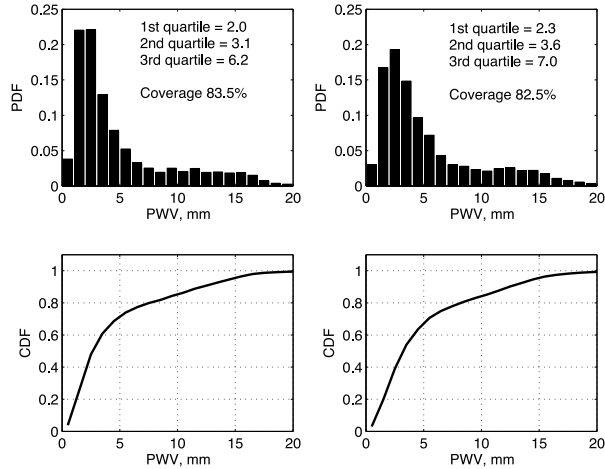 0.25
0.2
0.15
0.1
0.05
0
PDF
1st quartile = 2.0
2nd quartile = 3.1
3rd quartile = 6.2
Coverage 83.5%
0 5 10 15 20
PWV, mm
0.25
0.2
0.15
0.1
0.05
0
PDF
1st quartile = 2.3
2nd quartile = 3.6
3rd quartile = 7.0
Coverage 82.5%
0 5 10 15 20
PWV, mm
1
0.8
0.6
0.4
0.2
0
CDF
0 5 10 15 20
PWV, mm
1
0.8
0.6
0.4
0.2
0
CDF
0 5 10 15 20
PWV, mm